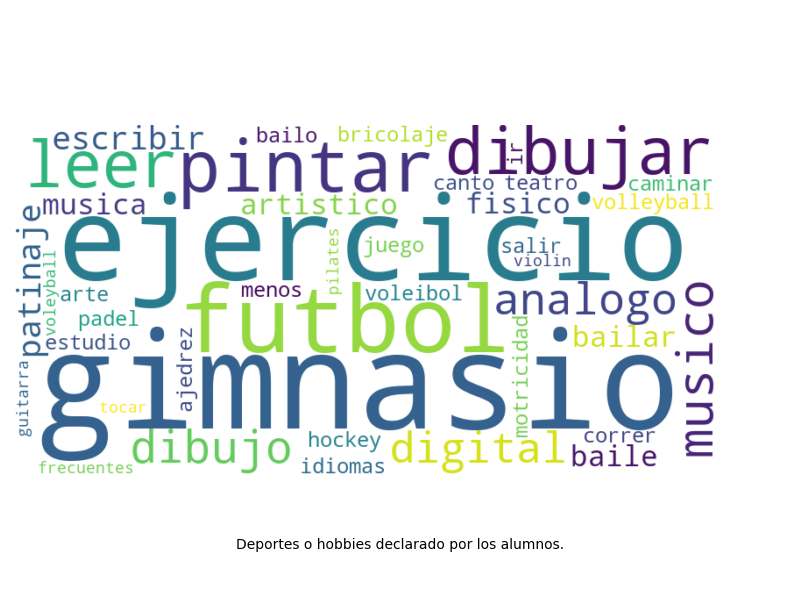 escribir
bailo
bricolaje
leer
pintar
dibujar
ir
canto
teatro
caminar
musica
artistico
fisico
volleyball
patinaje
ejercicio
juego
salir
violin
pilates
voleyball
arte
menos
voleibol
analogo
musico
padel
futbol
estudio
ajedrez
motricidad
bailar
guitarra
gimnasio
tocar
dibujo
hockey
digital
correr
baile
frecuentes
idiomas
Deportes o hobbies declarado por los alumnos.